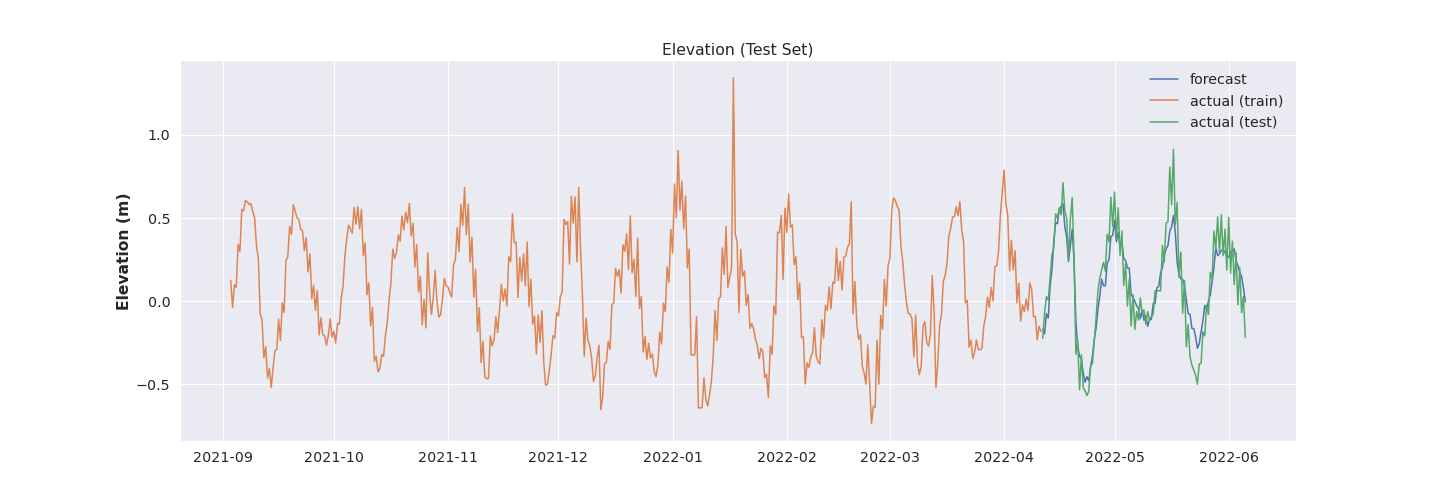 Elevation (Test Set)
forecast
actual (train)
actual (test)
Elevation (m)
1.0
0.5
0.0
−0.5
2021-09 2021-10 2021-11 2021-12 2022-01 2022-02 2022-03 2022-04 2022-05 2022-06